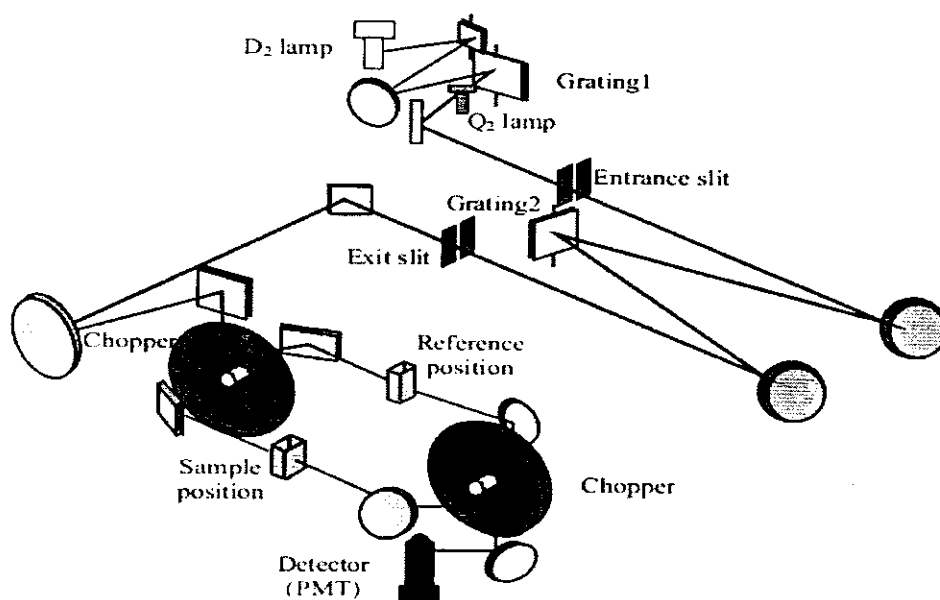 D₂ lamp
Grating1
Q₂ lamp
Entrance slit
Grating2
Exit slit
Chopper
Reference
position
Sample
position
Chopper
Detector
(PMT)